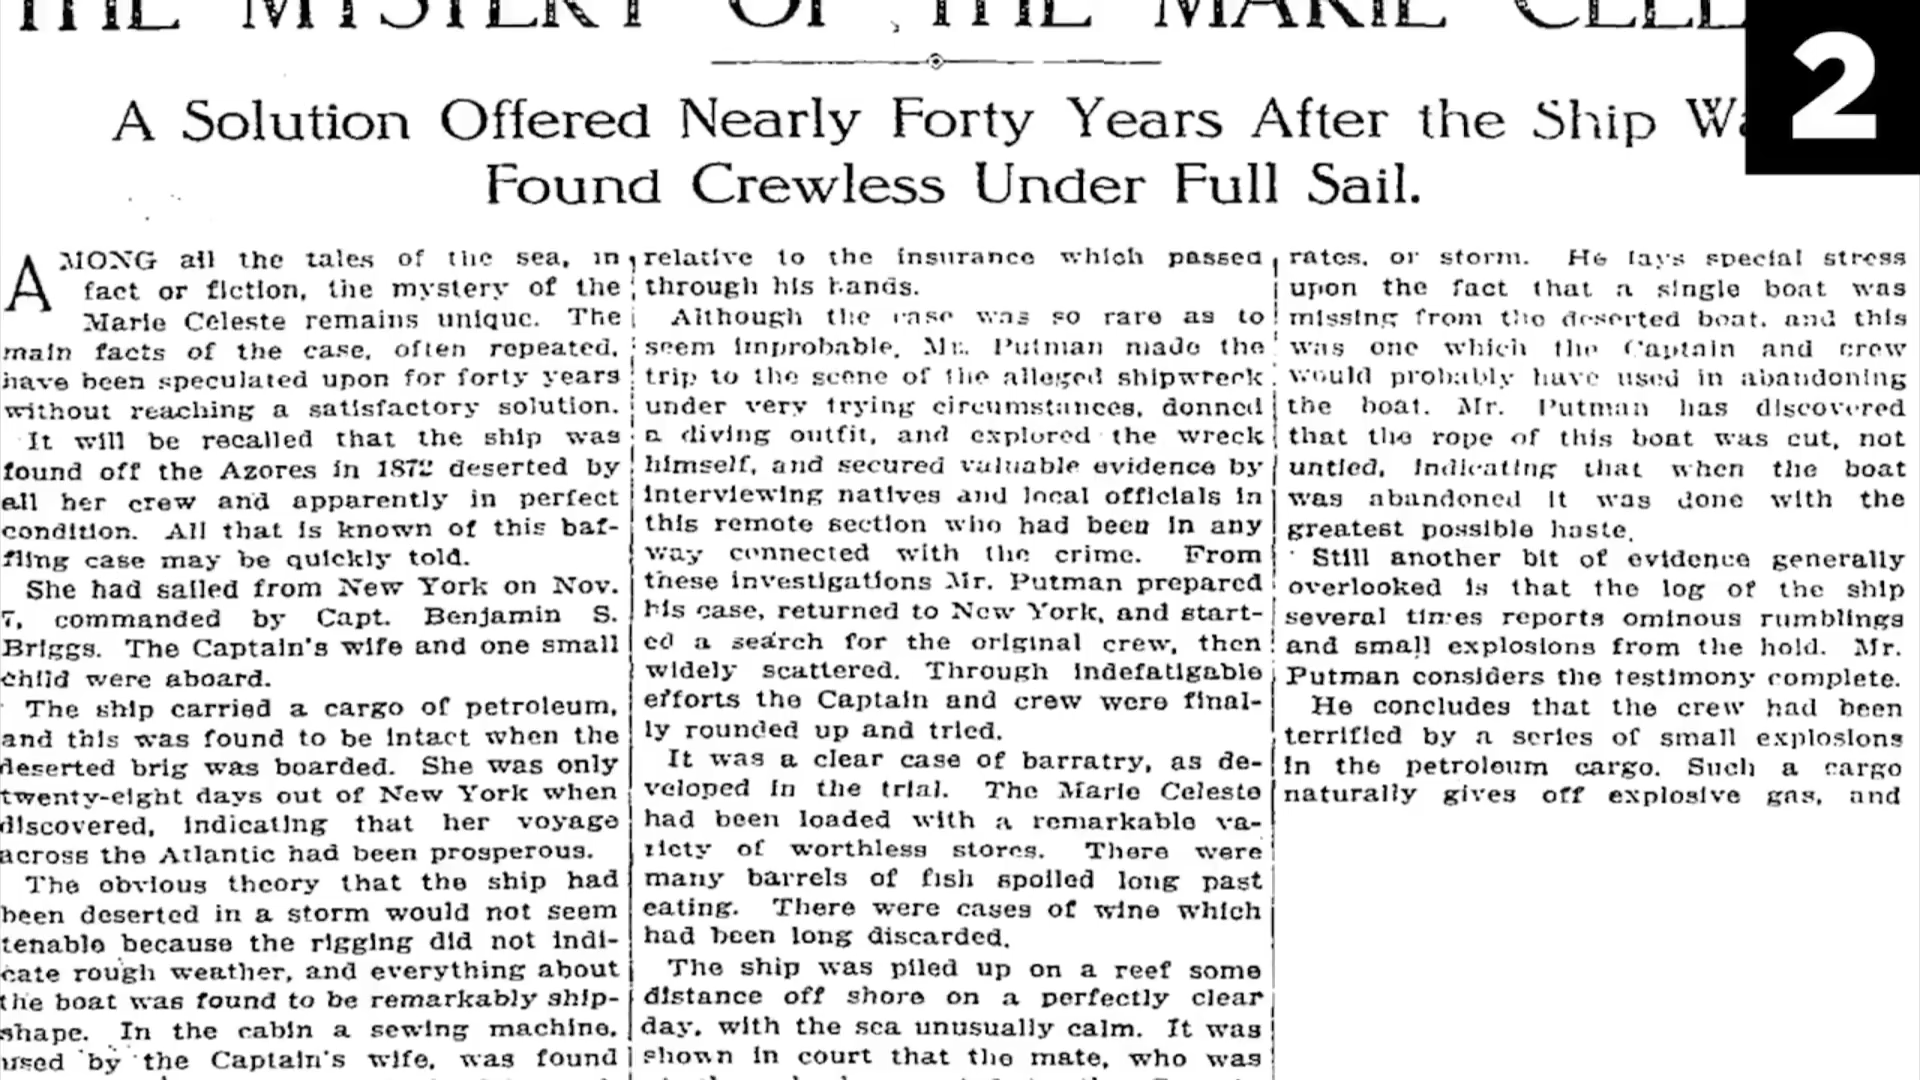 THE MYSTERY OF THE MARIE CELE
2
A Solution Offered Nearly Forty Years After the Ship Wa
Found Crewless Under Full Sail.
AMONG all the tales of the sea, in
fact or fiction, the mystery of the
Marie Celeste remains unique. The
main facts of the case, often repeated,
have been speculated upon for forty years
without reaching a satisfactory solution.
It will be recalled that the ship was
found off the Azores in 1872 deserted by
all her crew and apparently in perfect
condition. All that is known of this baf-
fling case may be quickly told.
She had sailed from New York on Nov.
7, commanded by Capt. Benjamin S.
Briggs. The Captain's wife and one small
child were aboard.
The ship carried a cargo of petroleum,
and this was found to be intact when the
deserted brig was boarded. She was only
twenty-eight days out of New York when
discovered, indicating that her voyage
across the Atlantic had been prosperous.
The obvious theory that the ship had
been deserted in a storm would not seem
tenable because the rigging did not indi-
cate rough weather, and everything about
the boat was found to be remarkably ship-
shape. In the cabin a sewing machine,
used by the Captain's wife, was found
relative to the insurance which passed
through his hands.
Although the case was so rare as to
seem improbable, Mr. Putman made the
trip to the scene of the alleged shipwreck
under very trying circumstances, donned
a diving outfit, and explored the wreck
himself, and secured valuable evidence by
interviewing natives and local officials in
this remote section who had been in any
way connected with the crime. From
these investigations Mr. Putman prepared
his case, returned to New York, and start-
ed a search for the original crew, then
widely scattered. Through indefatigable
efforts the Captain and crew were final-
ly rounded up and tried.
It was a clear case of barratry, as de-
veloped in the trial. The Marie Celeste
had been loaded with a remarkable va-
riety of worthless stores. There were
many barrels of fish spoiled long past
eating. There were cases of wine which
had been long discarded.
The ship was piled up on a reef some
distance off shore on a perfectly clear
day, with the sea unusually calm. It was
shown in court that the mate, who was
rates, or storm. He lays special stress
upon the fact that a single boat was
missing from the deserted boat, and this
was one which the Captain and crew
would probably have used in abandoning
the boat. Mr. Putman has discovered
that the rope of this boat was cut, not
untied, indicating that when the boat
was abandoned it was done with the
greatest possible haste.
Still another bit of evidence generally
overlooked is that the log of the ship
several times reports ominous rumblings
and small explosions from the hold. Mr.
Putman considers the testimony complete.
He concludes that the crew had been
terrified by a series of small explosions
in the petroleum cargo. Such a cargo
naturally gives off explosive gas, and